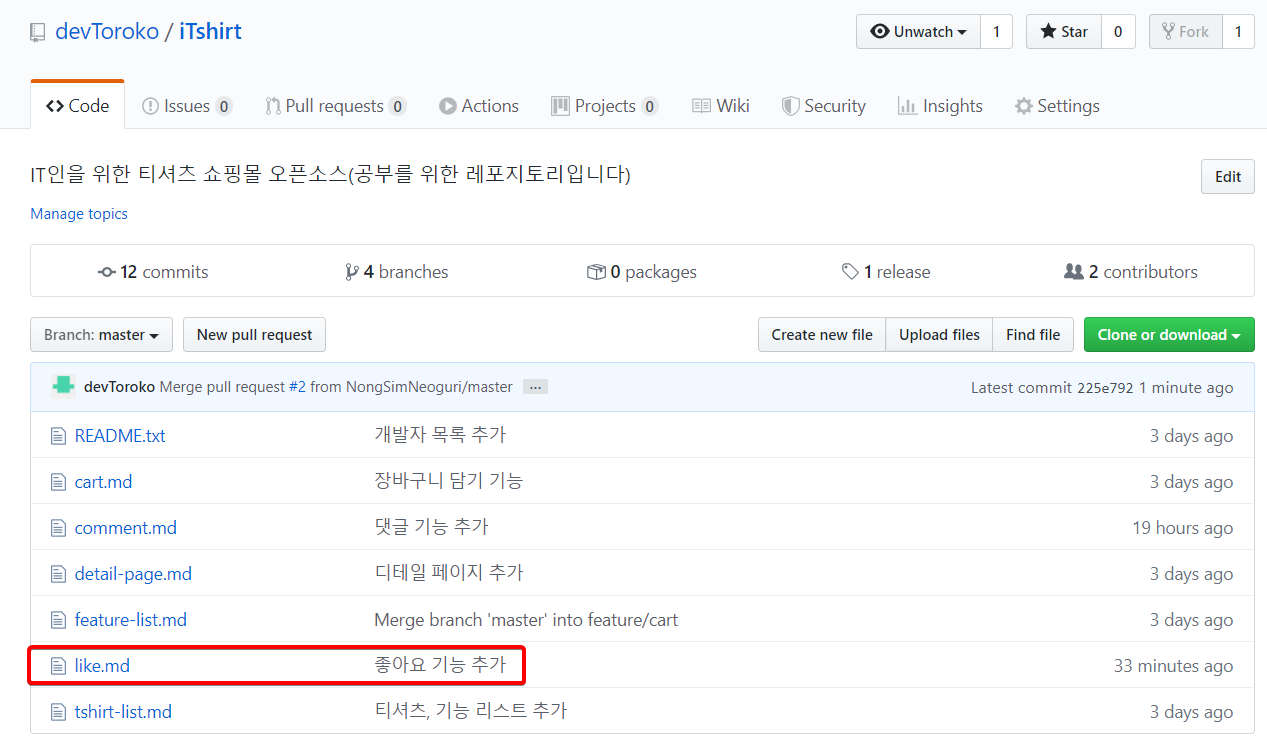 devToroko / iTshirt
Unwatch 1 Star 0 Fork 1
Code Issues 0 Pull requests 0 Actions Projects 0 Wiki Security Insights Settings
IT인을 위한 티셔츠 쇼핑몰 오픈소스(공부를 위한 레포지토리입니다) Edit
Manage topics
12 commits 4 branches 0 packages 1 release 2 contributors
Branch: master New pull request Create new file Upload files Find file Clone or download
devToroko Merge pull request #2 from NongSimNeoguri/master ... Latest commit 225e792 1 minute ago
README.txt 개발자 목록 추가 3 days ago
cart.md 장바구니 담기 기능 3 days ago
comment.md 댓글 기능 추가 19 hours ago
detail-page.md 디테일 페이지 추가 3 days ago
feature-list.md Merge branch 'master' into feature/cart 3 days ago
like.md 좋아요 기능 추가 33 minutes ago
tshirt-list.md 티셔츠, 기능 리스트 추가 3 days ago